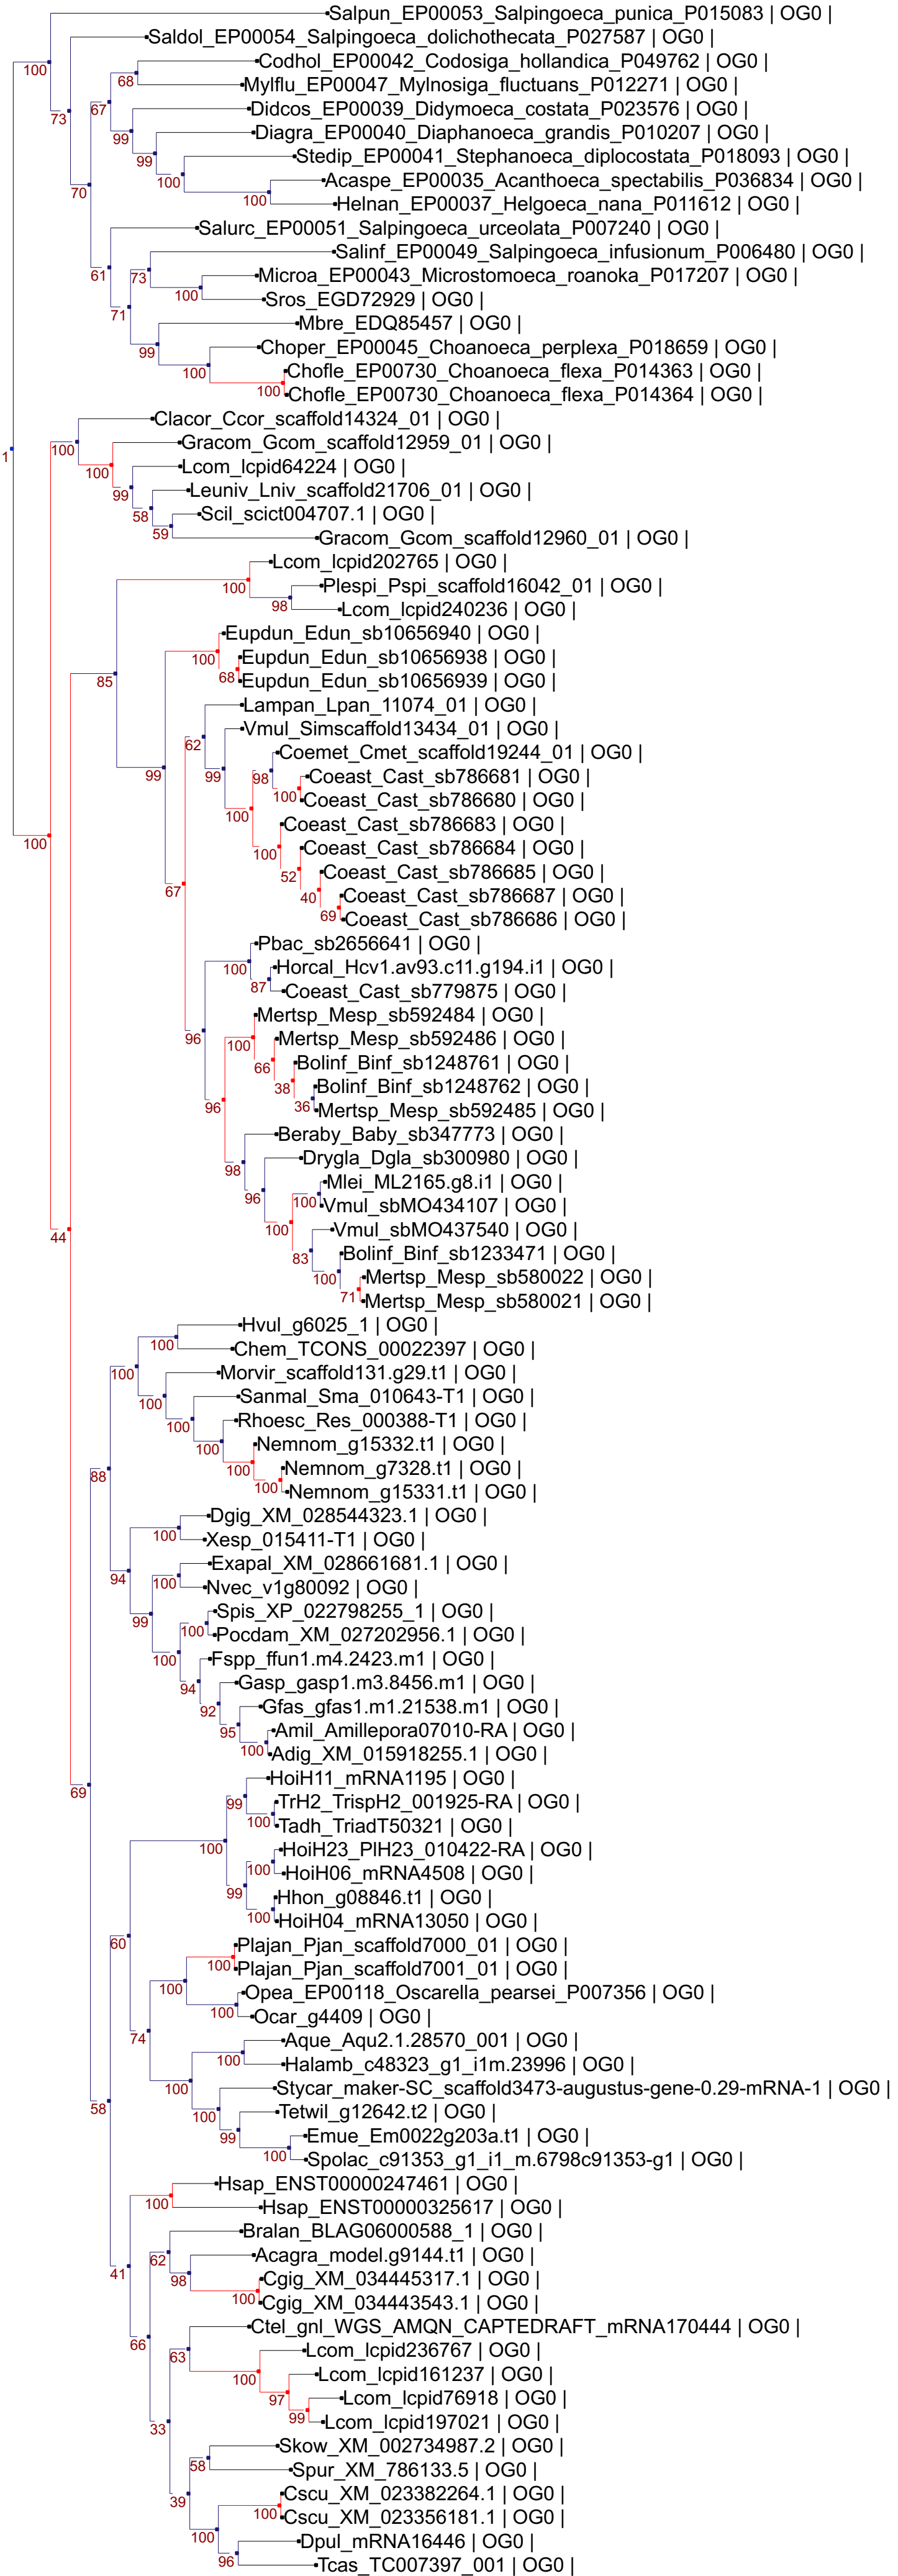 Salpun_EP00053_Salpingoeca_punica_P015083 | OG0 |
Saldol_EP00054_Salpingoeca_dolichothecata_P027587 | OG0 |
Codhol_EP00042_Codosiga_hollandica_P049762 | OG0 |
100
68
Mylflu_EP00047_Mylnosiga_fluctuans_P012271 | OG0 |
73
67
Didcos_EP00039_Didymoeca_costata_P023576 | OG0 |
99
Diagra_EP00040_Diaphanoeca_grandis_P010207 | OG0 |
99
Stedip_EP00041_Stephanoeca_diplocostata_P018093 | OG0 |
100
Acaspe_EP00035_Acanthoeca_spectabilis_P036834 | OG0 |
70
100
Helnan_EP00037_Helgoeca_nana_P011612 | OG0 |
Salurc_EP00051_Salpingoeca_urceolata_P007240 | OG0 |
Salinf_EP00049_Salpingoeca_infusionum_P006480 | OG0 |
61
73
Microa_EP00043_Microstomoeca_roanoka_P017207 | OG0 |
100
Sros_EGD72929 | OG0 |
71
Mbre_EDQ85457 | OG0 |
99
Choper_EP00045_Choanoeca_perplexa_P018659 | OG0 |
100
Chofle_EP00730_Choanoeca_flexa_P014363 | OG0 |
100
Chofle_EP00730_Choanoeca_flexa_P014364 | OG0 |
Clacor_Ccor_scaffold14324_01 | OG0 |
1
100
Gracom_Gcom_scaffold12959_01 | OG0 |
100
Lcom_lcpid64224 | OG0 |
99
Leuniv_Lniv_scaffold21706_01 | OG0 |
58
Scil_scict004707.1 | OG0 |
59
Gracom_Gcom_scaffold12960_01 | OG0 |
Lcom_lcpid202765 | OG0 |
100
Plespi_Pspi_scaffold16042_01 | OG0 |
98
Lcom_lcpid240236 | OG0 |
Eupdun_Edun_sb10656940 | OG0 |
100
Eupdun_Edun_sb10656938 | OG0 |
85
68
Eupdun_Edun_sb10656939 | OG0 |
Lampan_Lpan_11074_01 | OG0 |
Vmul_Simscaffold13434_01 | OG0 |
62
Coemet_Cmet_scaffold19244_01 | OG0 |
99
99
98
Coeast_Cast_sb786681 | OG0 |
100
Coeast_Cast_sb786680 | OG0 |
100
Coeast_Cast_sb786683 | OG0 |
100
100
Coeast_Cast_sb786684 | OG0 |
52
Coeast_Cast_sb786685 | OG0 |
67
40
Coeast_Cast_sb786687 | OG0 |
69
Coeast_Cast_sb786686 | OG0 |
Pbac_sb2656641 | OG0 |
100
Horcal_Hcv1.av93.c11.g194.i1 | OG0 |
87
Coeast_Cast_sb779875 | OG0 |
Mertsp_Mesp_sb592484 | OG0 |
96
100
Mertsp_Mesp_sb592486 | OG0 |
66
Bolinf_Binf_sb1248761 | OG0 |
38
Bolinf_Binf_sb1248762 | OG0 |
96
36
Mertsp_Mesp_sb592485 | OG0 |
Beraby_Baby_sb347773 | OG0 |
98
Drygla_Dgla_sb300980 | OG0 |
Mlei_ML2165.g8.i1 | OG0 |
96
100
Vmul_sbMO434107 | OG0 |
44
100
Vmul_sbMO437540 | OG0 |
83
Bolinf_Binf_sb1233471 | OG0 |
100
Mertsp_Mesp_sb580022 | OG0 |
71
Mertsp_Mesp_sb580021 | OG0 |
Hvul_g6025_1 | OG0 |
100
Chem_TCONS_00022397 | OG0 |
100
Morvir_scaffold131.g29.t1 | OG0 |
100
Sanmal_Sma_010643-T1 | OG0 |
100
Rhoesc_Res_000388-T1 | OG0 |
100
Nemnom_g15332.t1 | OG0 |
88
100
Nemnom_g7328.t1 | OG0 |
100
Nemnom_g15331.t1 | OG0 |
Dgig_XM_028544323.1 | OG0 |
100
Xesp_015411-T1 | OG0 |
94
Exapal_XM_028661681.1 | OG0 |
100
Nvec_v1g80092 | OG0 |
99
Spis_XP_022798255_1 | OG0 |
100
Pocdam_XM_027202956.1 | OG0 |
100
Fspp_ffun1.m4.2423.m1 | OG0 |
94
Gasp_gasp1.m3.8456.m1 | OG0 |
92
Gfas_gfas1.m1.21538.m1 | OG0 |
95
Amil_Amillepora07010-RA | OG0 |
100
Adig_XM_015918255.1 | OG0 |
HoiH11_mRNA1195 | OG0 |
69
99
TrH2_TrispH2_001925-RA | OG0 |
100
Tadh_TriadT50321 | OG0 |
100
HoiH23_PlH23_010422-RA | OG0 |
100
HoiH06_mRNA4508 | OG0 |
99
Hhon_g08846.t1 | OG0 |
100
HoiH04_mRNA13050 | OG0 |
60
Plajan_Pjan_scaffold7000_01 | OG0 |
100
Plajan_Pjan_scaffold7001_01 | OG0 |
100
Opea_EP00118_Oscarella_pearsei_P007356 | OG0 |
100
Ocar_g4409 | OG0 |
74
Aque_Aqu2.1.28570_001 | OG0 |
100
Halamb_c48323_g1_i1m.23996 | OG0 |
100
Stycar_maker-SC_scaffold3473-augustus-gene-0.29-mRNA-1 | OG0 |
58
100
Tetwil_g12642.t2 | OG0 |
99
Emue_Em0022g203a.t1 | OG0 |
100
Spolac_c91353_g1_i1_m.6798c91353-g1 | OG0 |
Hsap_ENST00000247461 | OG0 |
100
Hsap_ENST00000325617 | OG0 |
Bralan_BLAG06000588_1 | OG0 |
62
Acagra_model.g9144.t1 | OG0 |
41
98
Cgig_XM_034445317.1 | OG0 |
100
Cgig_XM_034443543.1 | OG0 |
Ctel_gnl_WGS_AMQN_CAPTEDRAFT_mRNA170444 | OG0 |
66
63
Lcom_lcpid236767 | OG0 |
100
Lcom_lcpid161237 | OG0 |
97
Lcom_lcpid76918 | OG0 |
99
Lcom_lcpid197021 | OG0 |
33
Skow_XM_002734987.2 | OG0 |
58
Spur_XM_786133.5 | OG0 |
Cscu_XM_023382264.1 | OG0 |
39
100
Cscu_XM_023356181.1 | OG0 |
100
Dpul_mRNA16446 | OG0 |
96
Tcas_TC007397_001 | OG0 |